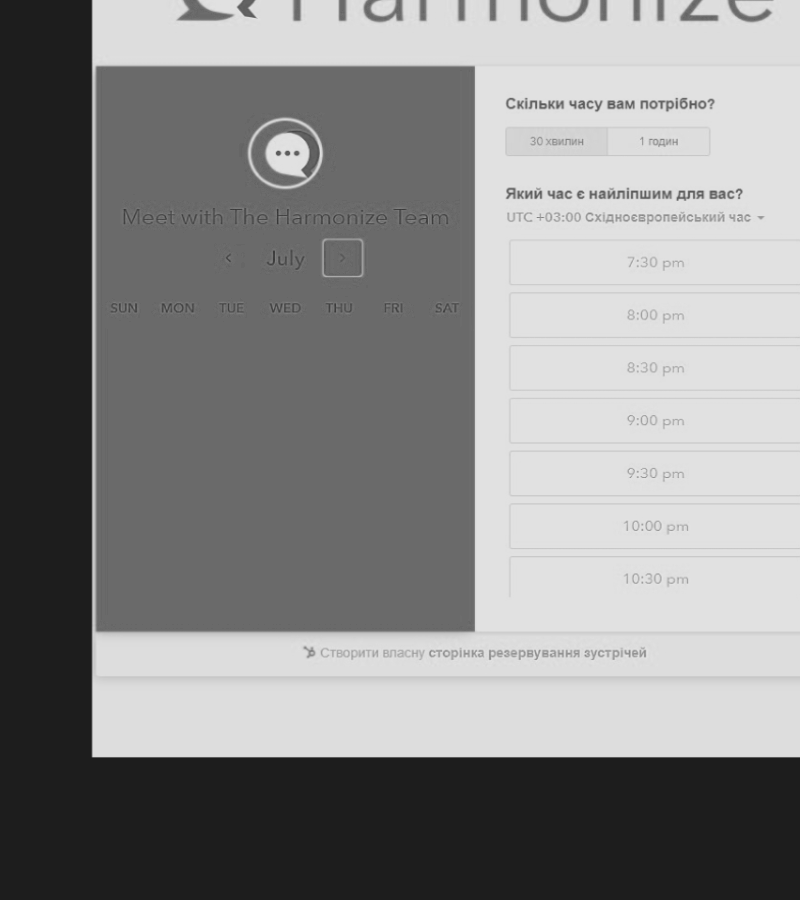 Harmonize
Meet with The Harmonize Team
July
SUN MON TUE WED THU FRI SAT
Скільки часу вам потрібно?
30 хвилин 1 годин
Який час є найліпшим для вас?
UTC +03:00 Східноєвропейський час
7:30 pm
8:00 pm
8:30 pm
9:00 pm
9:30 pm
10:00 pm
10:30 pm
Створити власну сторінка резервування зустрічей